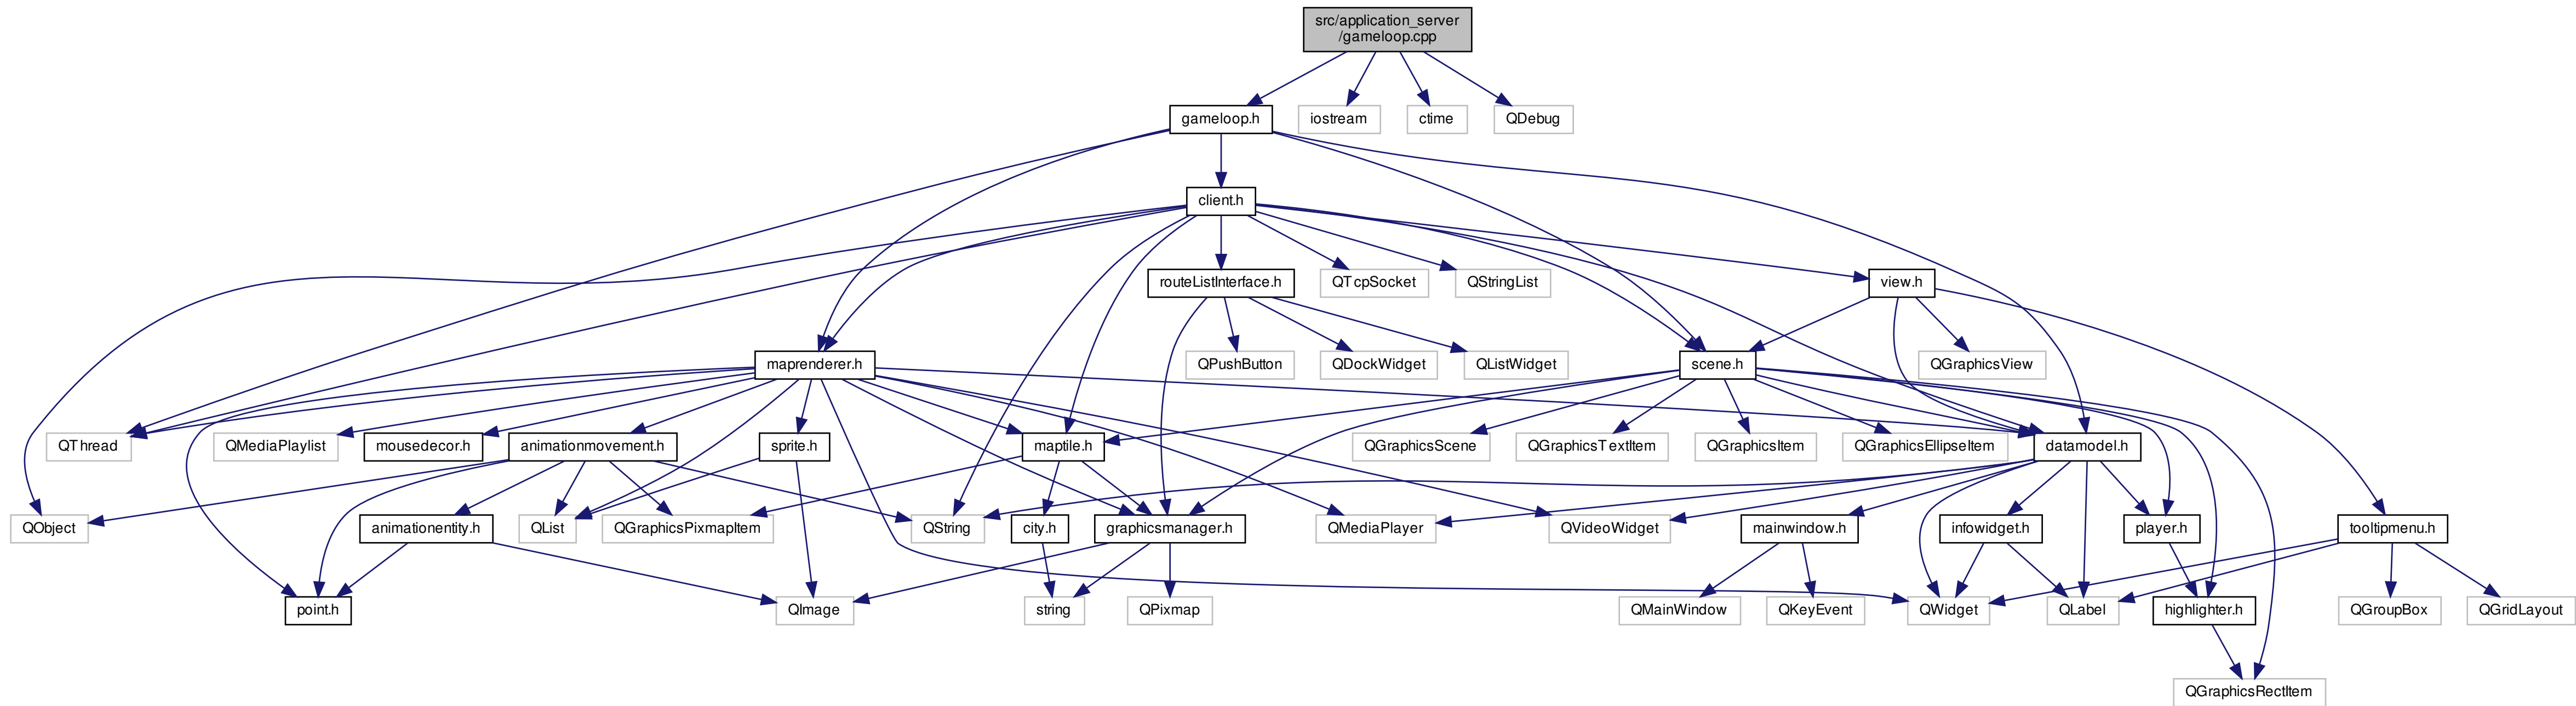 src/application_server
/gameloop.cpp
gameloop.h
iostream
ctime
QDebug
client.h
routeListInterface.h
QTcpSocket
QStringList
view.h
maprenderer.h
QPushButton
QDockWidget
QListWidget
scene.h
QGraphicsView
QThread
QMediaPlaylist
mousedecor.h
animationmovement.h
sprite.h
maptile.h
QGraphicsScene
QGraphicsTextItem
QGraphicsItem
QGraphicsEllipseItem
datamodel.h
QObject
animationentity.h
QList
QGraphicsPixmapItem
QString
city.h
graphicsmanager.h
QMediaPlayer
QVideoWidget
mainwindow.h
infowidget.h
player.h
tooltipmenu.h
point.h
QImage
string
QPixmap
QMainWindow
QKeyEvent
QWidget
QLabel
highlighter.h
QGroupBox
QGridLayout
QGraphicsRectItem